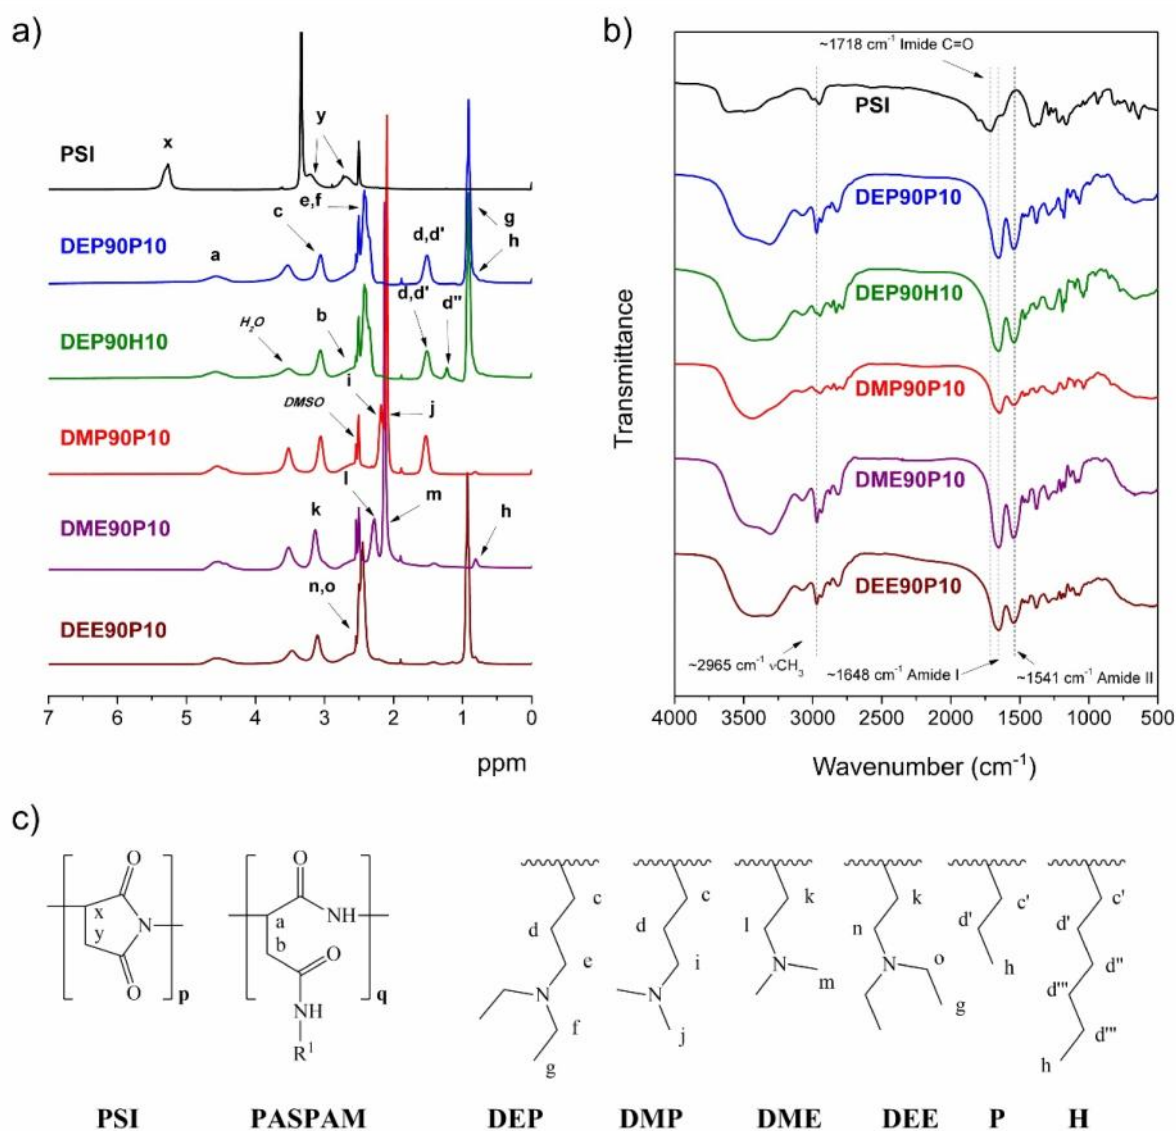 a)
b)
~1718 cm⁻¹ Imide C=O
PSI
x
y
PSI
e,f
c
g
h
DEP90P10
a
d,d'
DEP90P10
d,d'
d''
H₂O
b
DEP90H10
DEP90H10
i
DMSO
j
DMP90P10
DMP90P10
l
m
k
h
DME90P10
DME90P10
n,o
DEE90P10
DEE90P10
~2965 cm⁻¹ νCH₃
~1648 cm⁻¹ Amide I
~1541 cm⁻¹ Amide II
7 6 5 4 3 2 1 0
ppm
Transmittance
4000 3500 3000 2500 2000 1500 1000 500
Wavenumber (cm⁻¹)
c)
O
x
y
N
O
p
O
a
NH
b
O
NH
R¹
q
c
d
e
N
f
g
c
d
i
N
j
k
l
N
m
k
n
N
o
g
c'
d'
h
c'
d'
d''
d'''
d''''
h
PSI PASPAM DEP DMP DME DEE P H